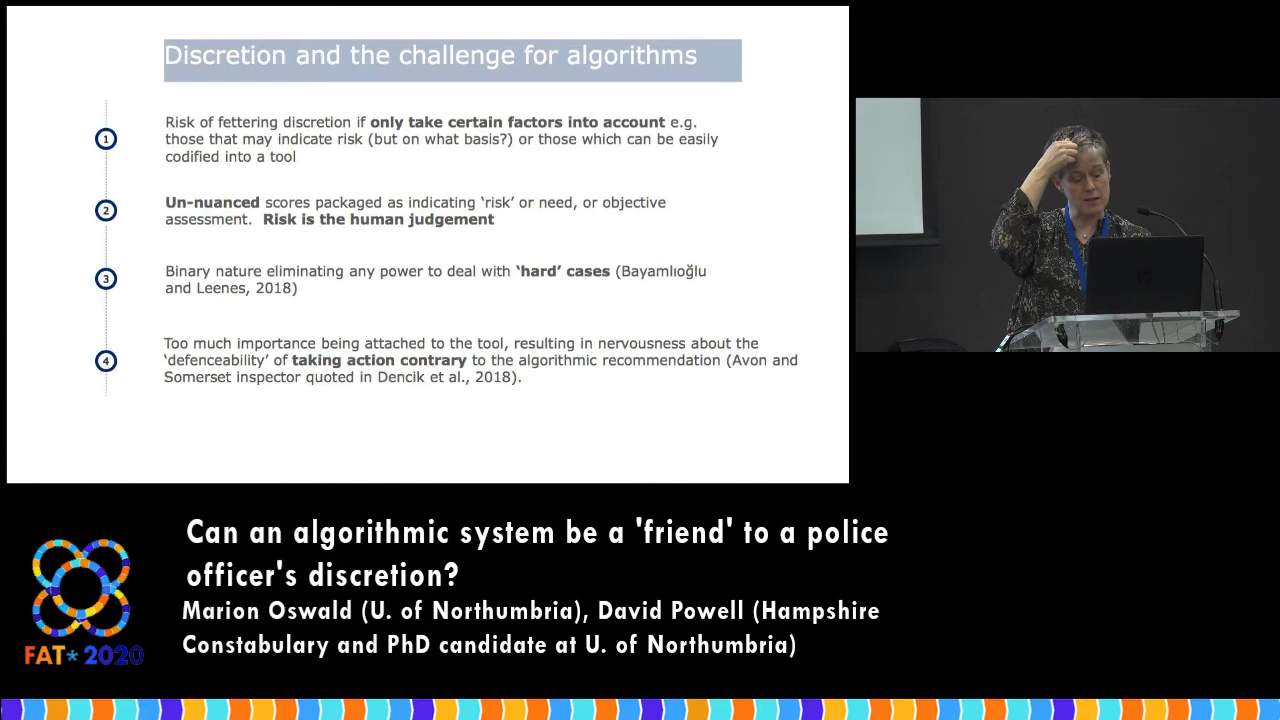 Discretion and the challenge for algorithms
1
Risk of fettering discretion if only take certain factors into account e.g.
those that may indicate risk (but on what basis?) or those which can be easily
codified into a tool
2
Un-nuanced scores packaged as indicating ‘risk’ or need, or objective
assessment. Risk is the human judgement
3
Binary nature eliminating any power to deal with ‘hard’ cases (Bayamlıoğlu
and Leenes, 2018)
4
Too much importance being attached to the tool, resulting in nervousness about the
‘defenceability’ of taking action contrary to the algorithmic recommendation (Avon and
Somerset inspector quoted in Dencik et al., 2018).
Can an algorithmic system be a 'friend' to a police
officer's discretion?
Marion Oswald (U. of Northumbria), David Powell (Hampshire
Constabulary and PhD candidate at U. of Northumbria)
FAT* 2020